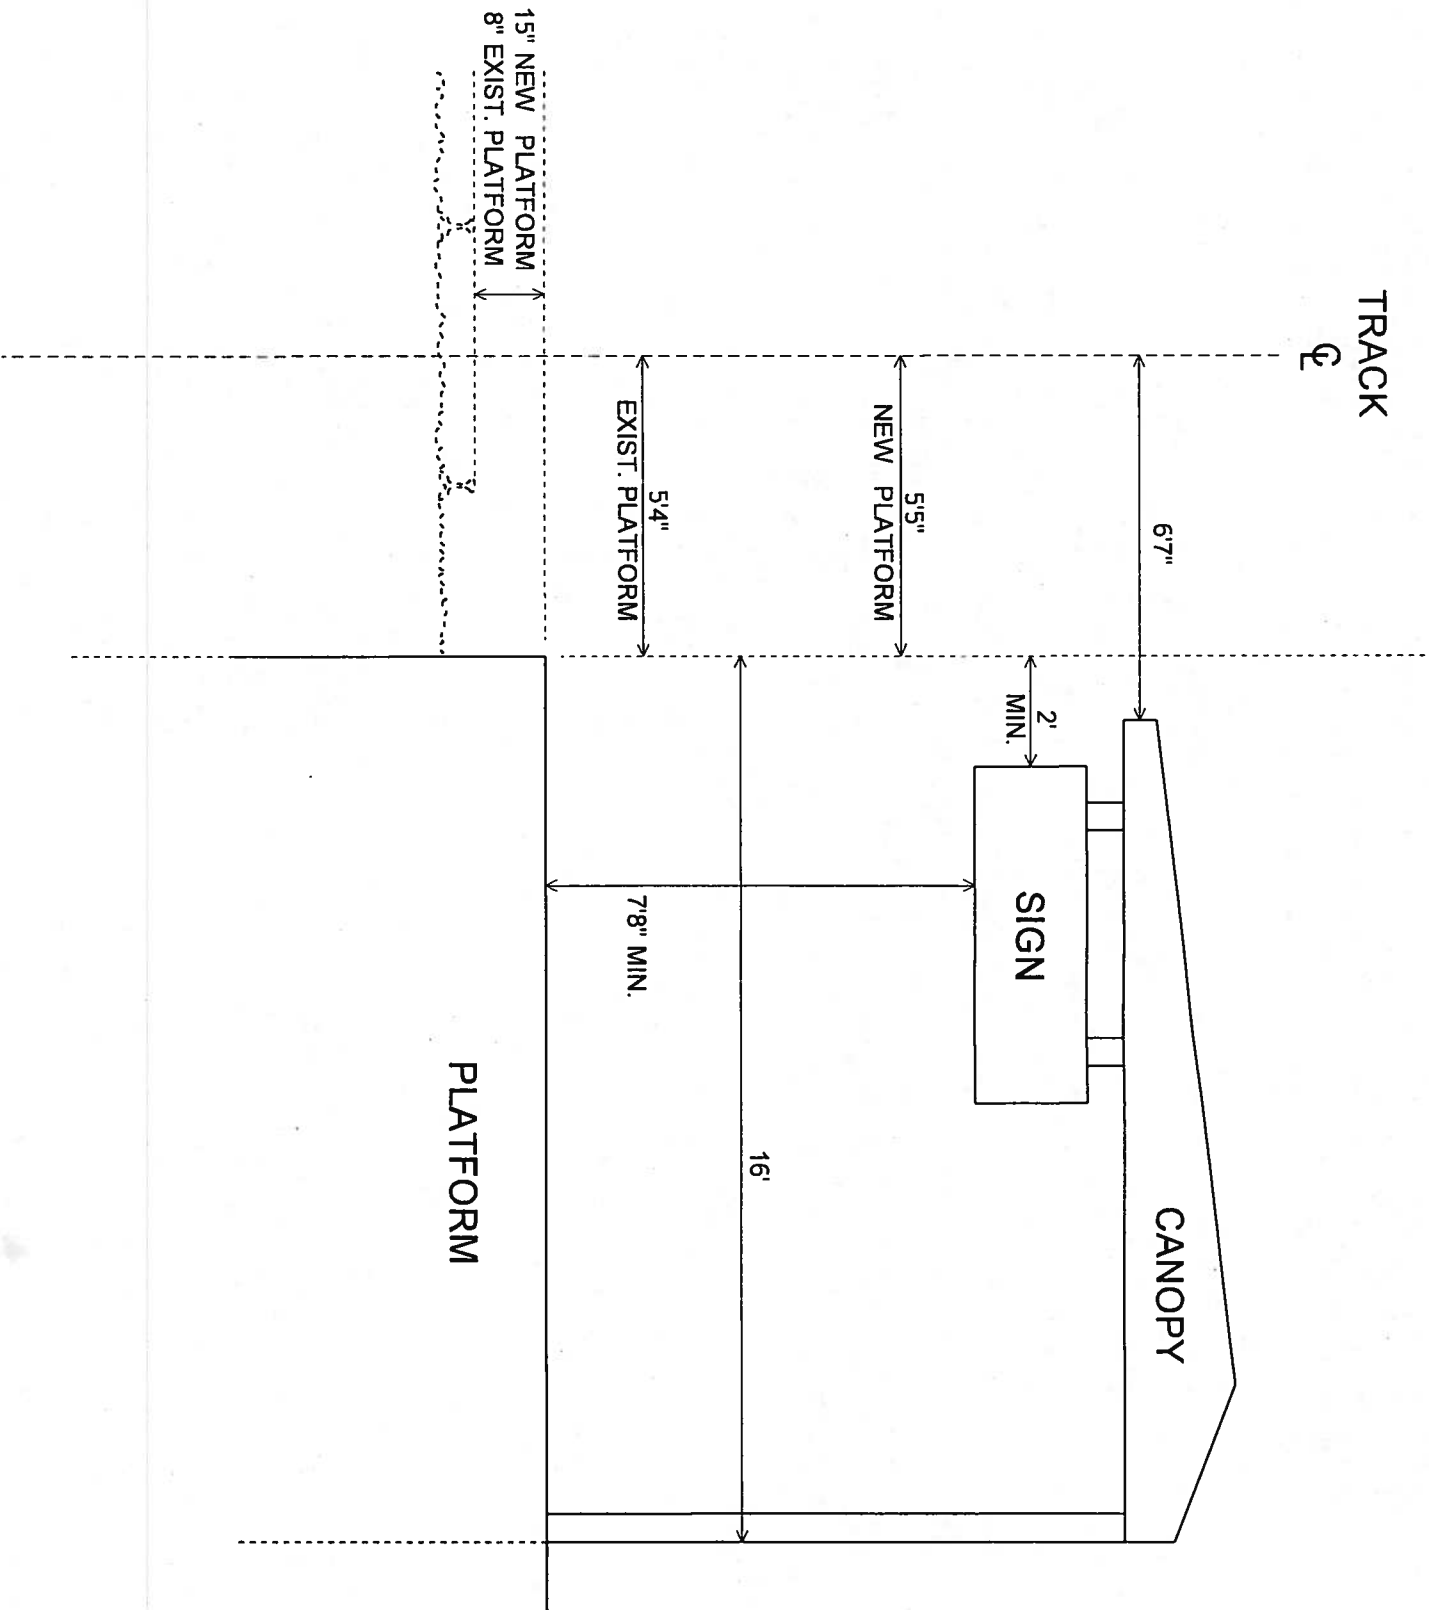 TRACK
℄
6'7"
5'5"
NEW PLATFORM
5'4"
EXIST. PLATFORM
15" NEW PLATFORM
8" EXIST. PLATFORM
2'
MIN.
SIGN
CANOPY
7'8" MIN.
16'
PLATFORM